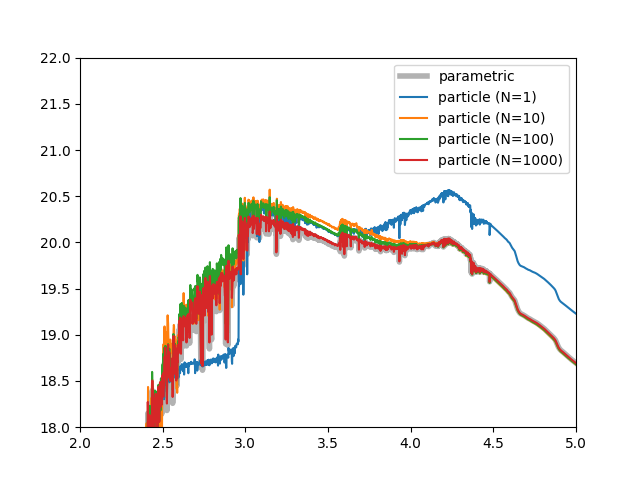 22.0
21.5
21.0
20.5
20.0
19.5
19.0
18.5
18.0
2.0 2.5 3.0 3.5 4.0 4.5 5.0
parametric
particle (N=1)
particle (N=10)
particle (N=100)
particle (N=1000)